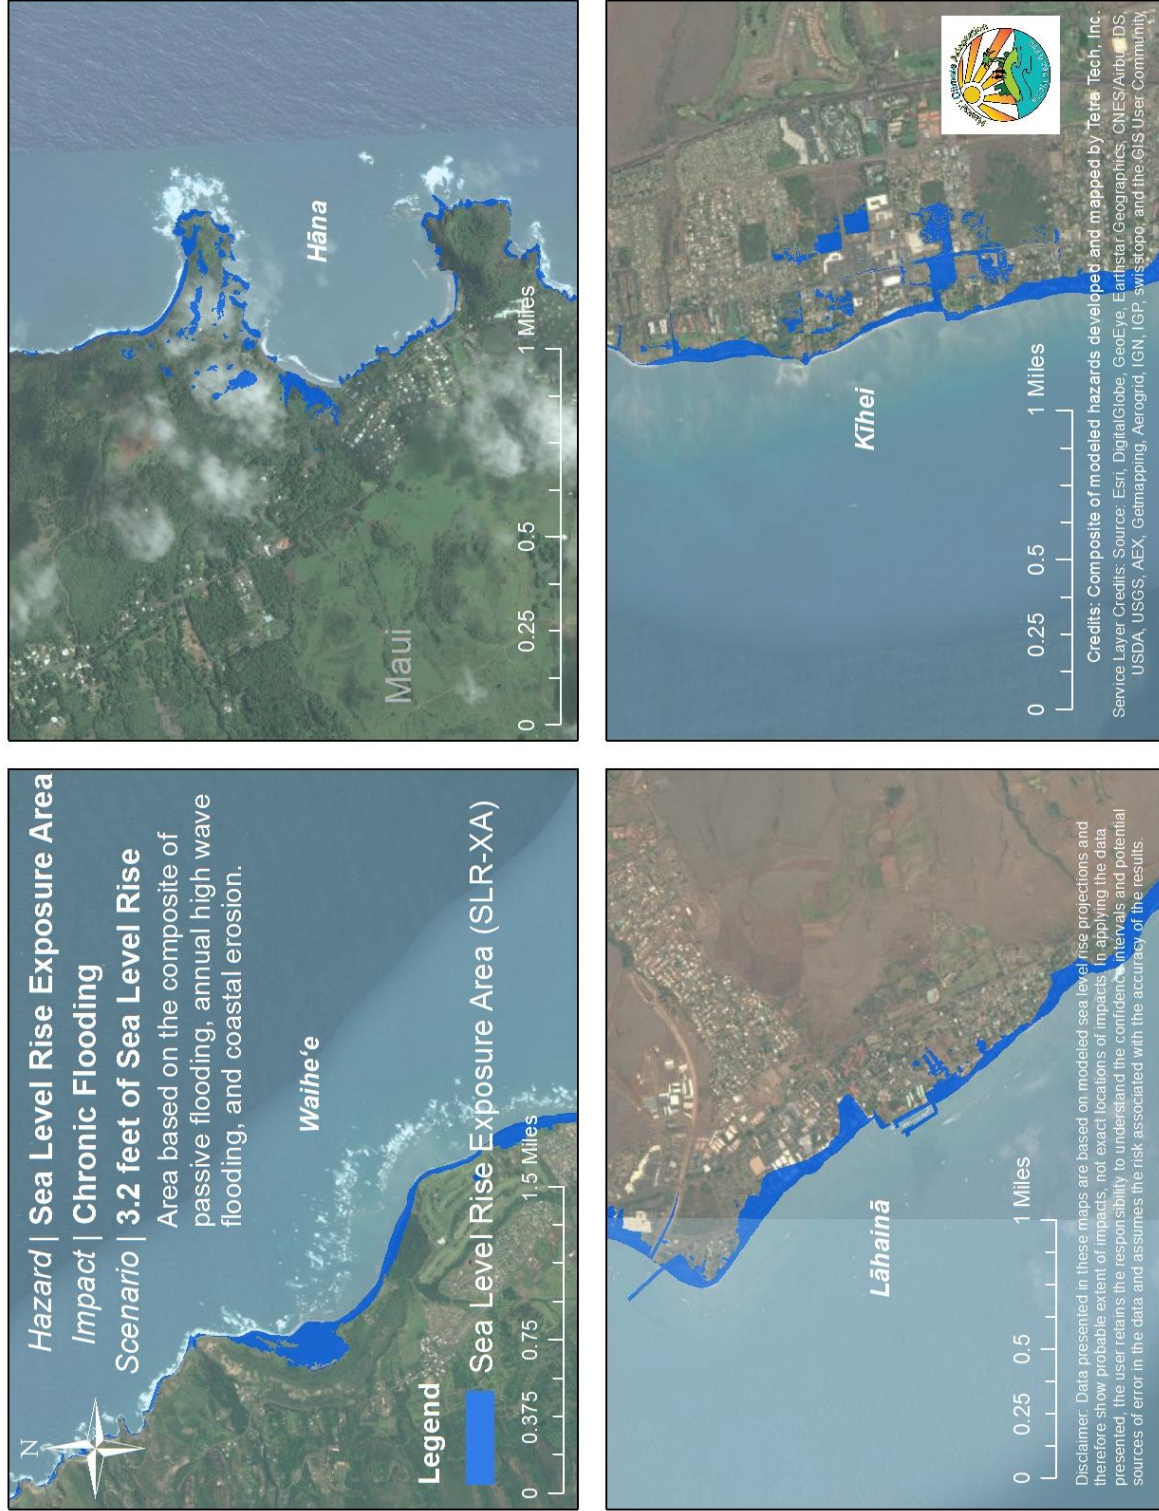 Hazard | Sea Level Rise Exposure Area
Impact | Chronic Flooding
Scenario | 3.2 feet of Sea Level Rise
Area based on the composite of
passive flooding, annual high wave
flooding, and coastal erosion.
N
Waiheʻe
Legend
Sea Level Rise Exposure Area (SLR-XA)
0 0.375 0.75 1.5 Miles
Hāna
Maui
0 0.25 0.5 1 Miles
Lāhainā
0 0.25 0.5 1 Miles
Disclaimer: Data presented in these maps are based on modeled sea level rise projections and
therefore show probable extent of impacts, not exact locations of impacts. In applying the data
presented, the user retains the responsibility to understand the confidence intervals and potential
sources of error in the data and assumes the risk associated with the accuracy of the results.
Kīhei
0 0.25 0.5 1 Miles
Credits: Composite of modeled hazards developed and mapped by Tetra Tech, Inc.
Service Layer Credits: Source: Esri, DigitalGlobe, GeoEye, Earthstar Geographics, CNES/Airbus DS,
USDA, USGS, AEX, Getmapping, Aerogrid, IGN, IGP, swisstopo, and the GIS User Community
Hawaiʻi Climate Adaptation